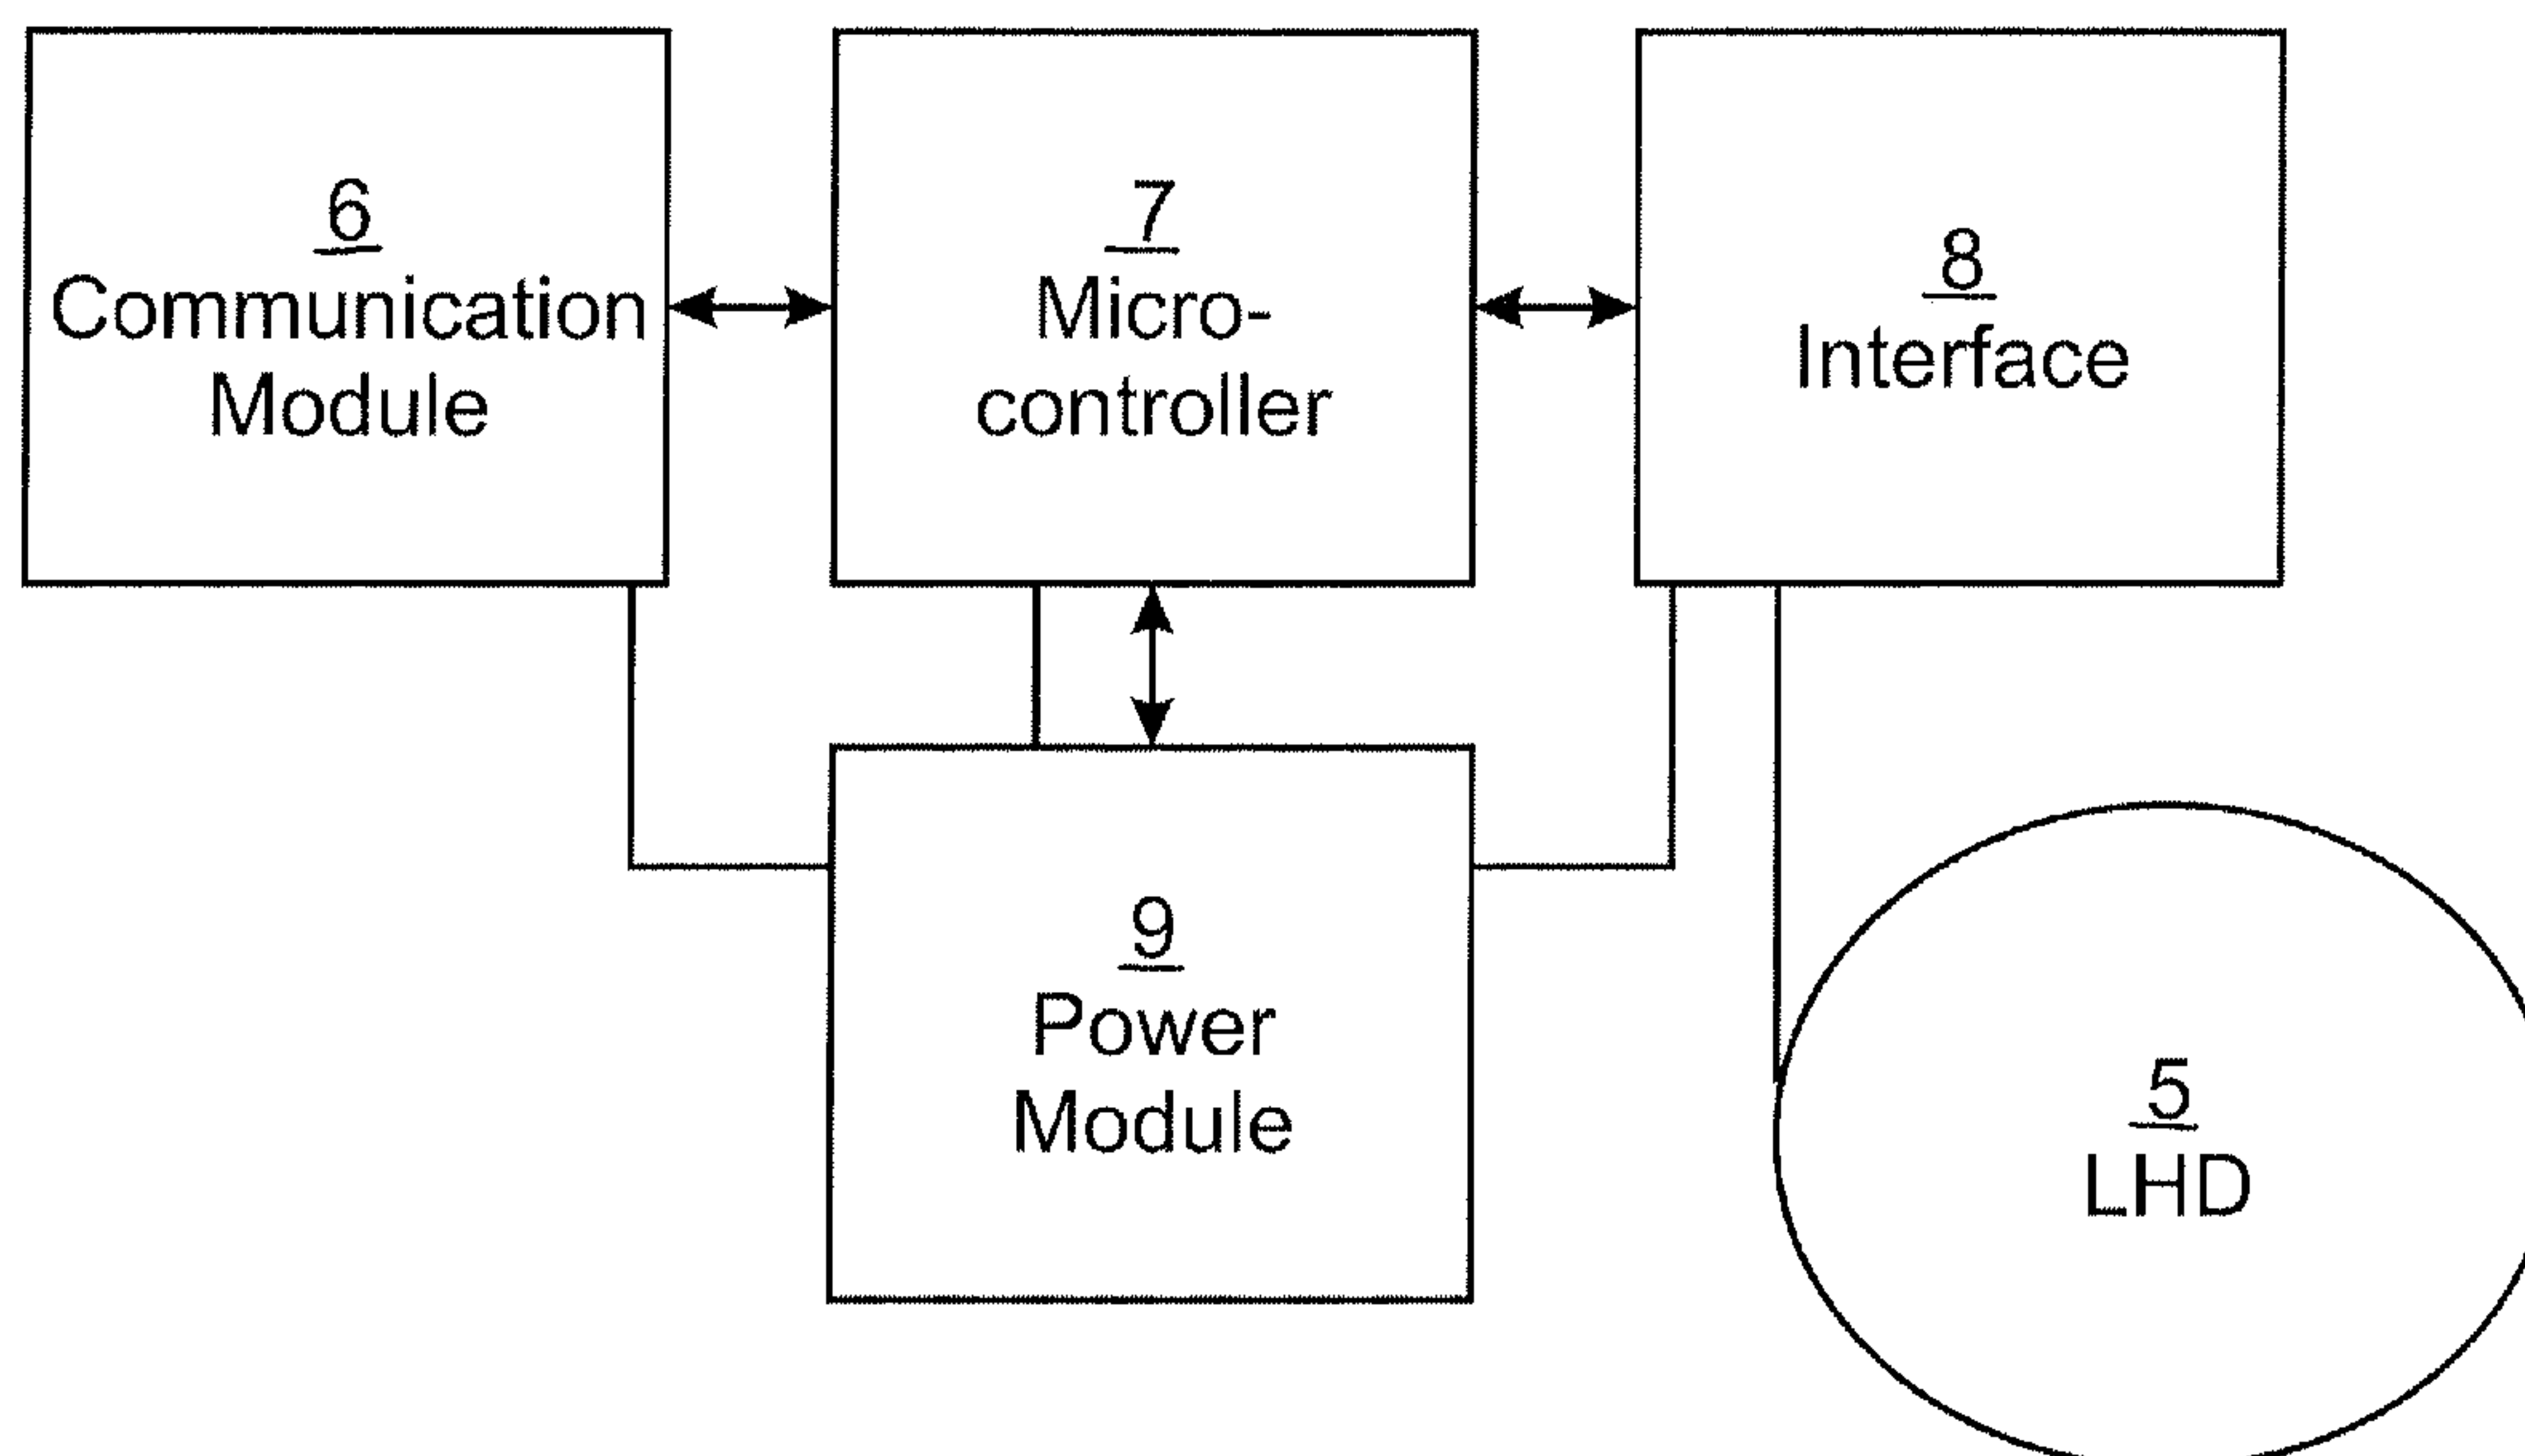 6
Communication
Module
7
Micro-
controller
8
Interface
9
Power
Module
5
LHD